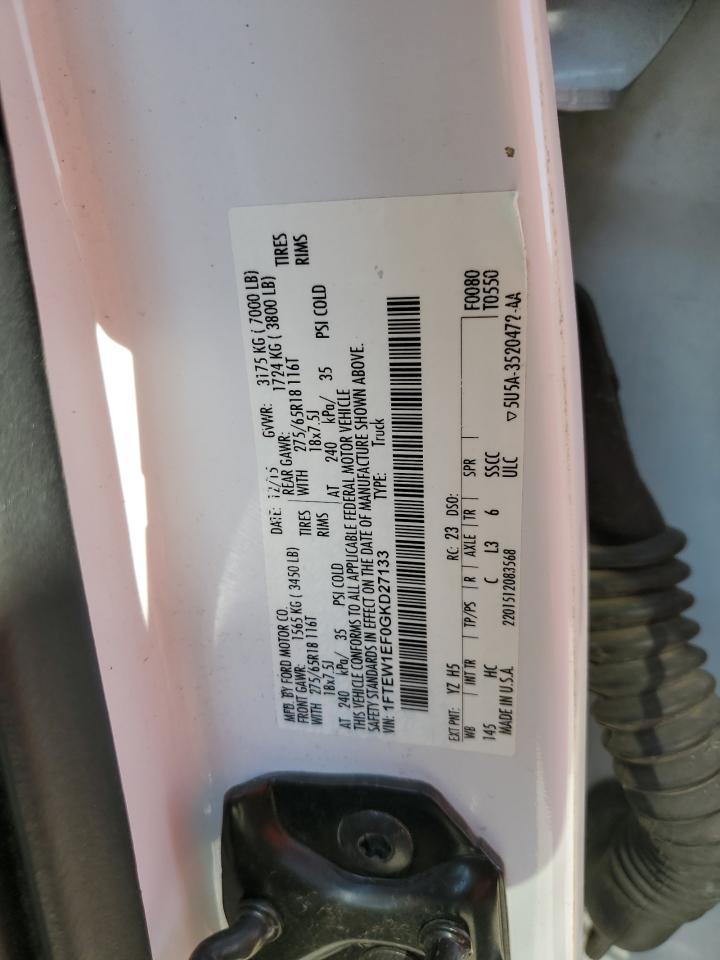 MFD. BY FORD MOTOR CO.
DATE: 12/15 GVWR: 3175 KG ( 7000 LB)
FRONT GAWR: 1565 KG ( 3450 LB) REAR GAWR: 1724 KG ( 3800 LB)
WITH 275/65R18 116T TIRES WITH 275/65R18 116T TIRES
18x7.5J RIMS 18x7.5J RIMS
AT 240 kPa/ 35 PSI COLD AT 240 kPa/ 35 PSI COLD
THIS VEHICLE CONFORMS TO ALL APPLICABLE FEDERAL MOTOR VEHICLE
SAFETY STANDARDS IN EFFECT ON THE DATE OF MANUFACTURE SHOWN ABOVE.
VIN: 1FTEW1EF0GKD27133 TYPE: Truck
EXT PNT: YZ H5 RC: 23 DSO: F0080
WB INT TR TP/PS R AXLE TR SPR T0550
145 HC C L3 6 SSCC
MADE IN U.S.A. 2201512083568 ULC ▽5U5A-3520472-AA